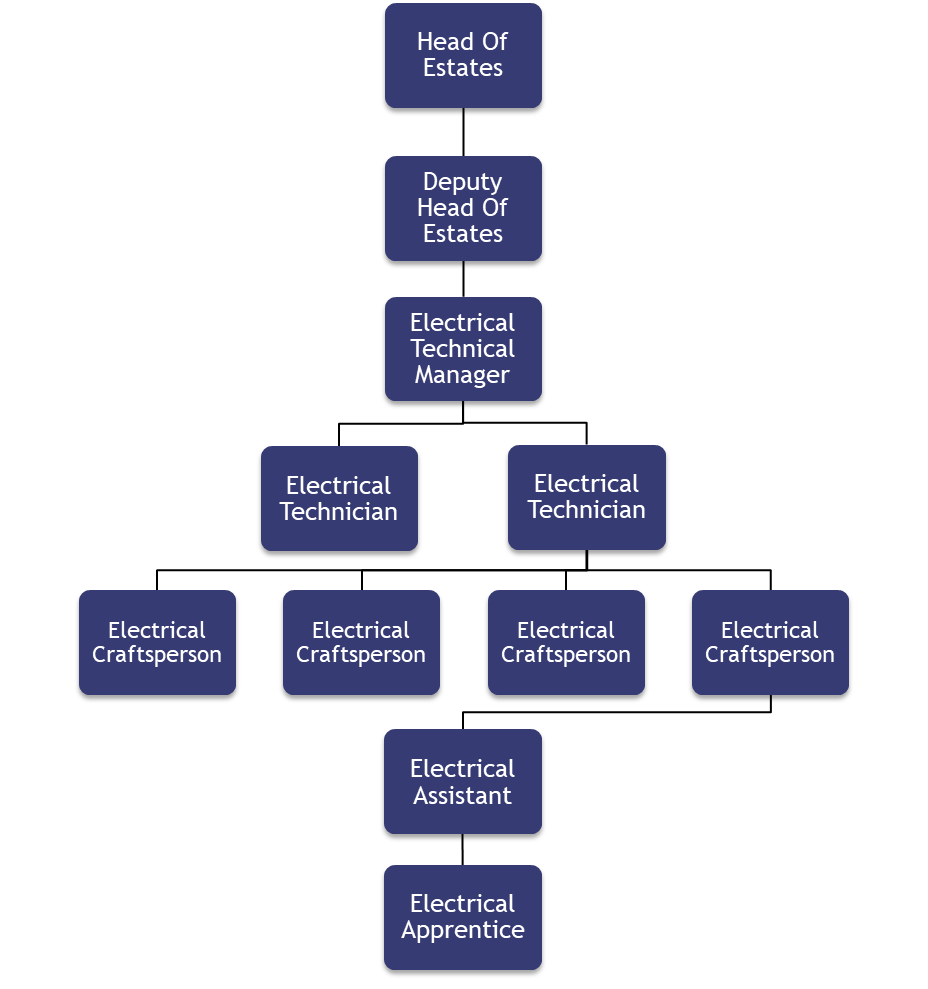 Head Of
Estates
Deputy
Head Of
Estates
Electrical
Technical
Manager
Electrical
Technician
Electrical
Technician
Electrical
Craftsperson
Electrical
Craftsperson
Electrical
Craftsperson
Electrical
Craftsperson
Electrical
Assistant
Electrical
Apprentice